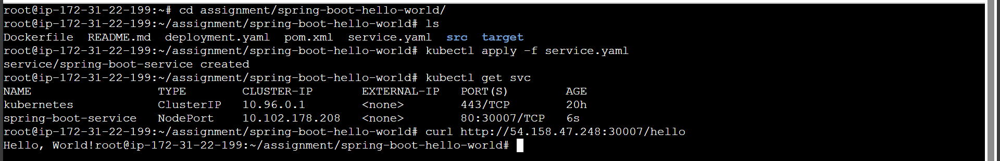 root@ip-172-31-22-199:~# cd assignment/spring-boot-hello-world/
root@ip-172-31-22-199:~/assignment/spring-boot-hello-world# ls
Dockerfile  README.md  deployment.yaml  pom.xml  service.yaml  src  target
root@ip-172-31-22-199:~/assignment/spring-boot-hello-world# kubectl apply -f service.yaml
service/spring-boot-service created
root@ip-172-31-22-199:~/assignment/spring-boot-hello-world# kubectl get svc
NAME                  TYPE        CLUSTER-IP       EXTERNAL-IP   PORT(S)        AGE
kubernetes            ClusterIP   10.96.0.1        <none>        443/TCP        20h
spring-boot-service   NodePort    10.102.178.208   <none>        80:30007/TCP   6s
root@ip-172-31-22-199:~/assignment/spring-boot-hello-world# curl http://54.158.47.248:30007/hello
Hello, World!root@ip-172-31-22-199:~/assignment/spring-boot-hello-world#